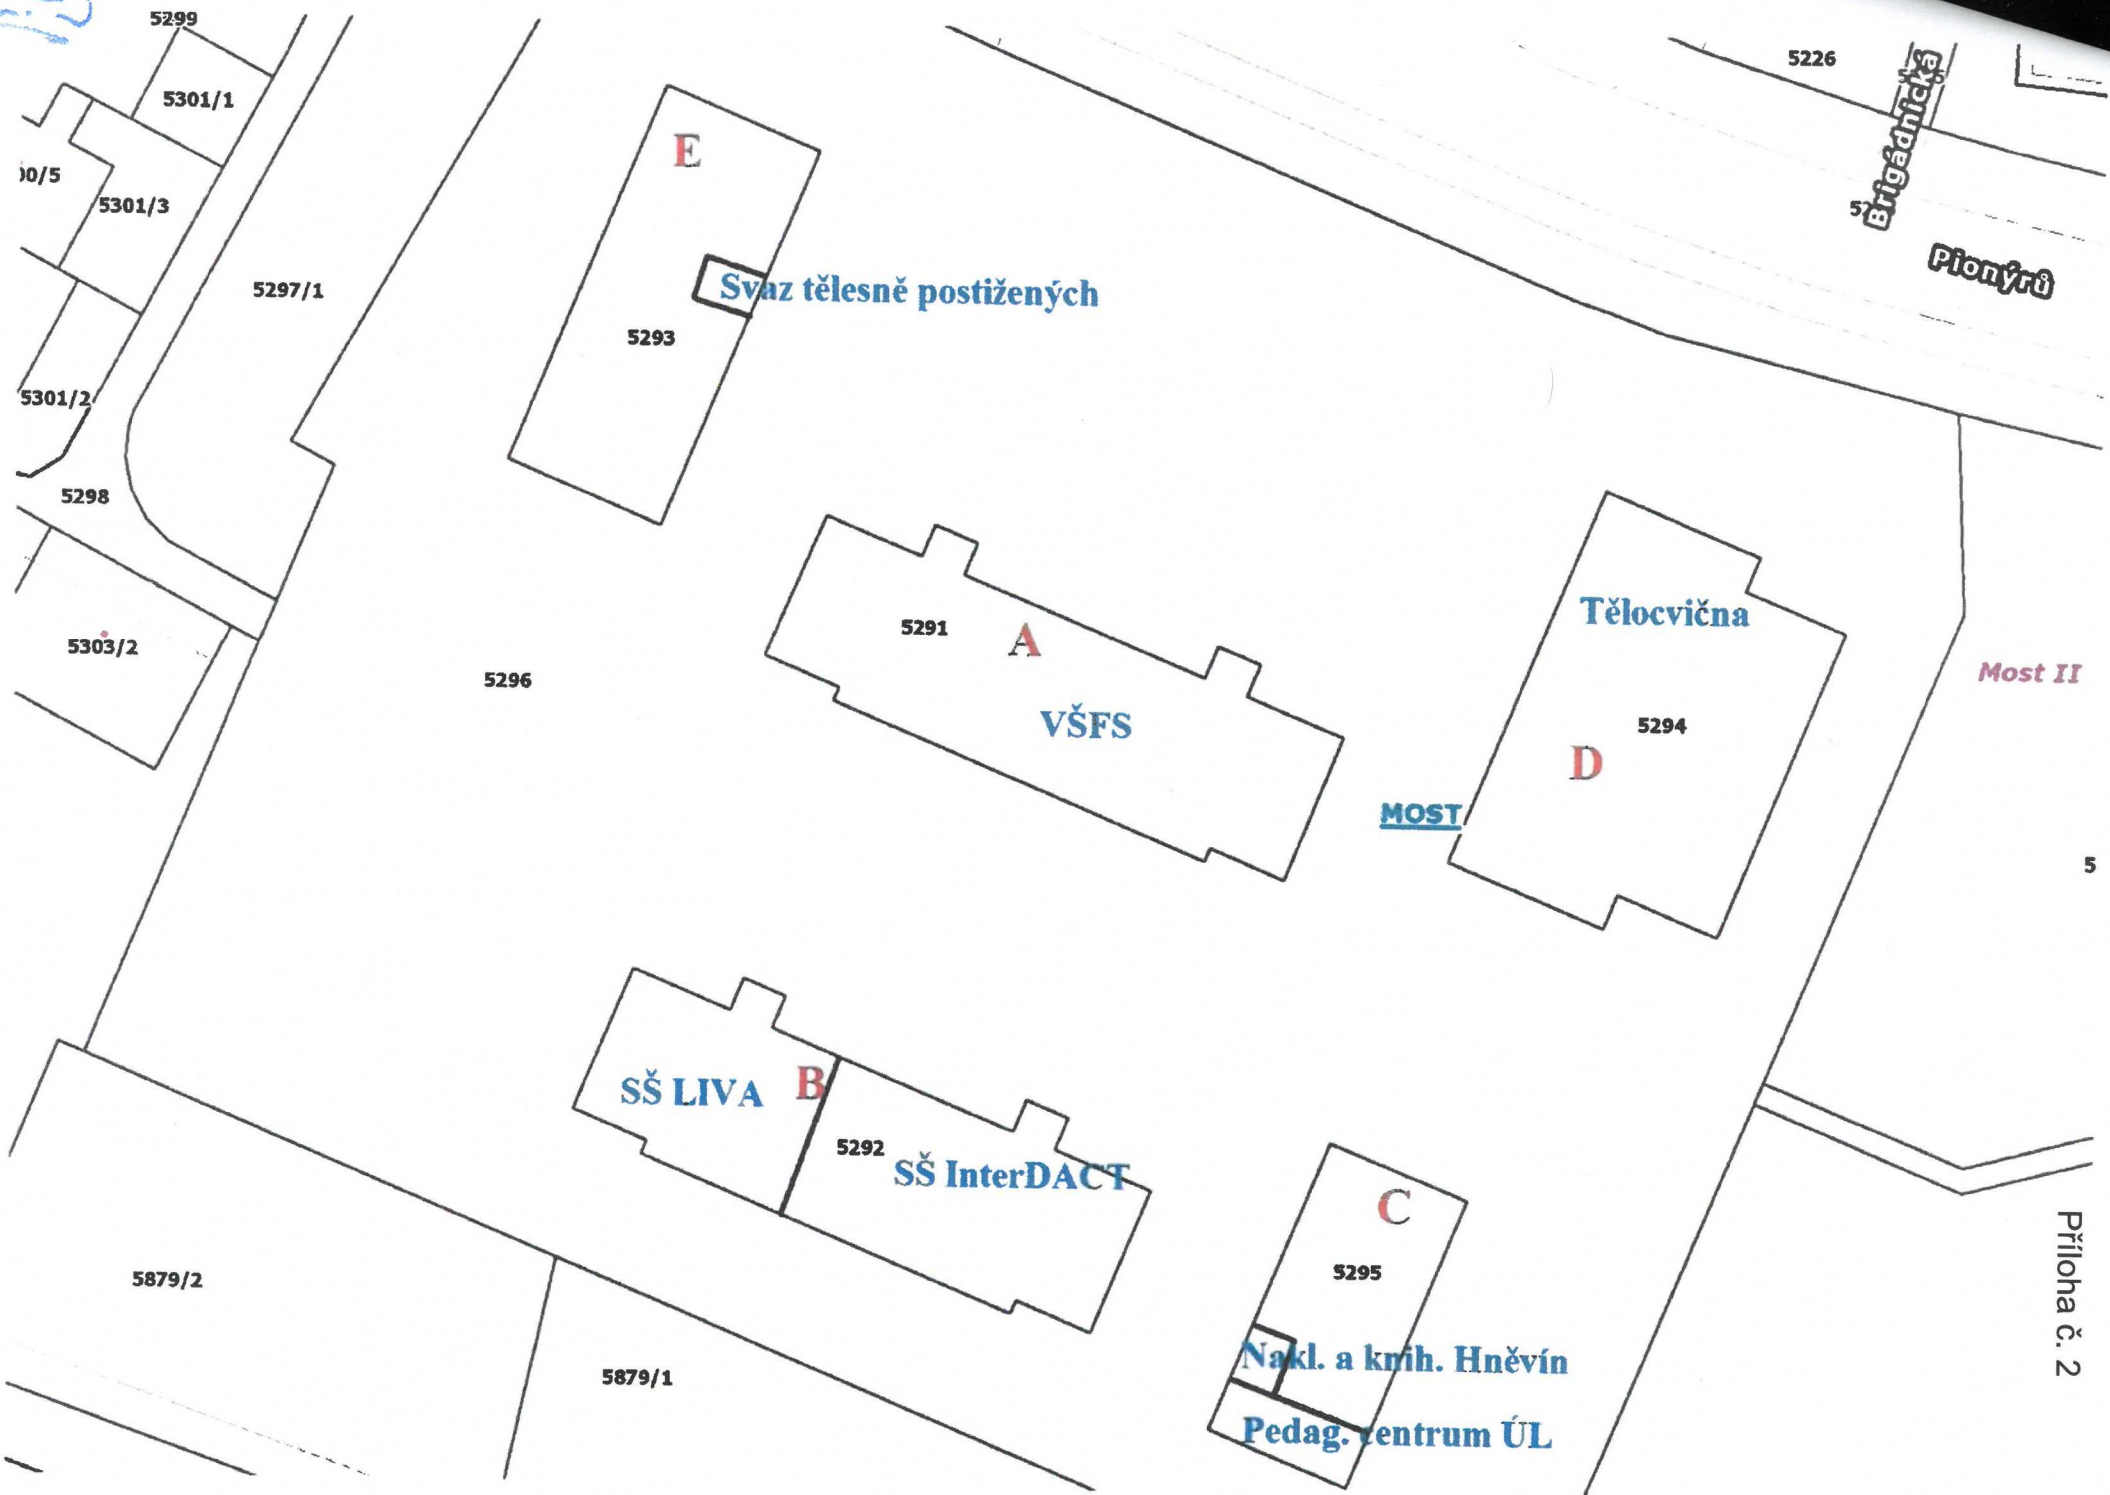 5299
5301/1
5226
Brigádnická
E
5301/3
Pionýrů
5297/1
Svaz tělesně postižených
5293
5301/2
5298
Tělocvična
5291
A
5303/2
Most II
5296
VŠFS
5294
D
MOST
5
SŠ LIVA
B
5292
SŠ InterDACT
C
5295
5879/2
Příloha č. 2
Nakl. a knih. Hněvín
5879/1
Pedag. centrum ÚL